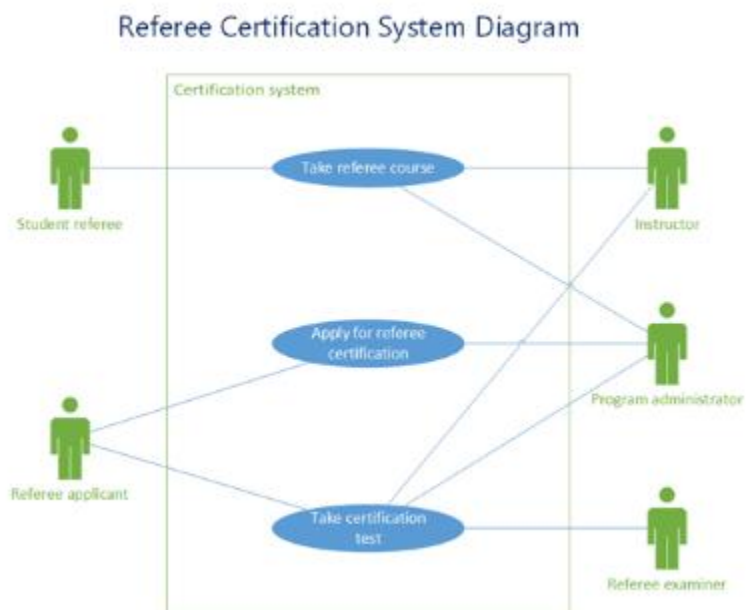 Referee Certification System Diagram
Certification system
Take referee course
Student referee
Instructor
Apply for referee
certification
Program administrator
Referee applicant
Take certification
test
Referee examiner